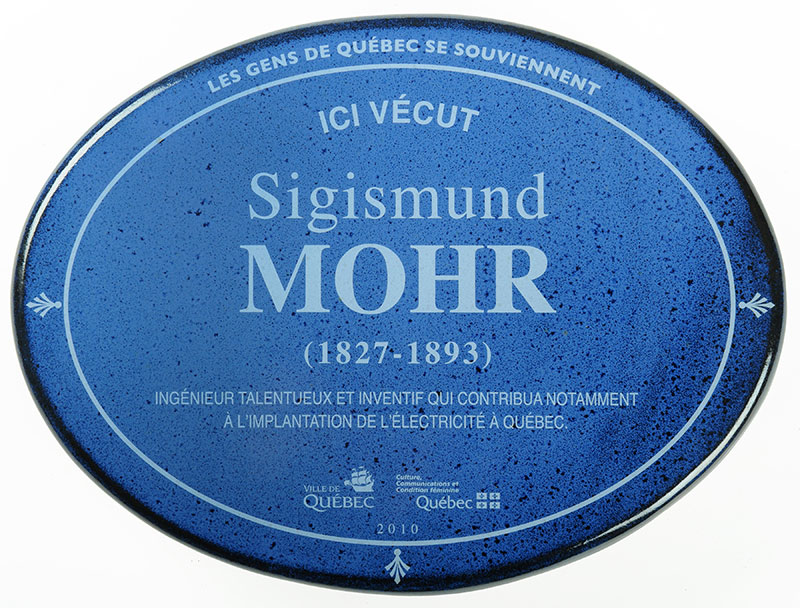 LES GENS DE QUÉBEC SE SOUVIENNENT
ICI VÉCUT
Sigismund
MOHR
(1827-1893)
INGÉNIEUR TALENTUEUX ET INVENTIF QUI CONTRIBUA NOTAMMENT
À L'IMPLANTATION DE L'ÉLECTRICITÉ À QUÉBEC.
VILLE DE
QUÉBEC
Culture,
Communications et
Condition féminine
Québec
2010